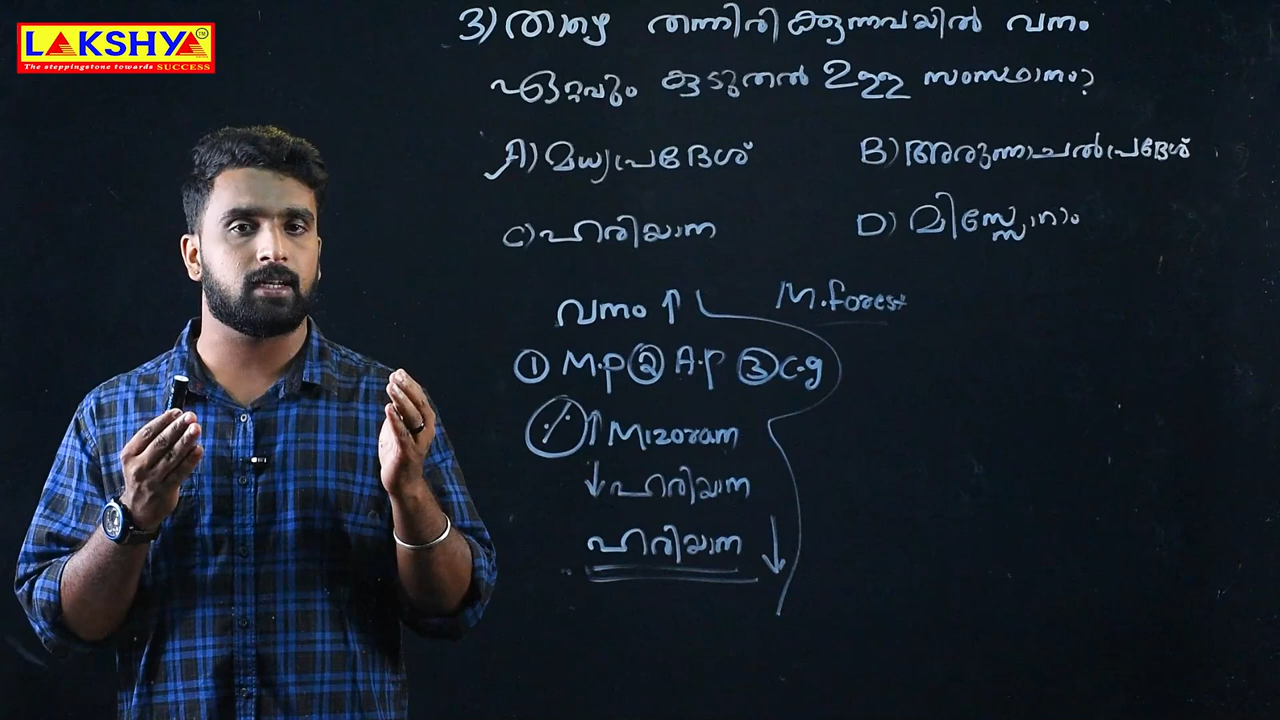 LAKSHYA TM
The steppingstone towards SUCCESS
3) താഴെ തന്നിരിക്കുന്നവയിൽ വനം
ഏറ്റവും കൂടുതൽ ഉള്ള സംസ്ഥാനം?
A) മധ്യപ്രദേശ് B) അരുണാചൽപ്രദേശ്
C) ഹരിയാന D) മിസ്സോറാം
വനം ↑ M.forest
① M.P ② A.P ③ C.g
% ↑ Mizoram
↓ ഹരിയാന
ഹരിയാന ↓